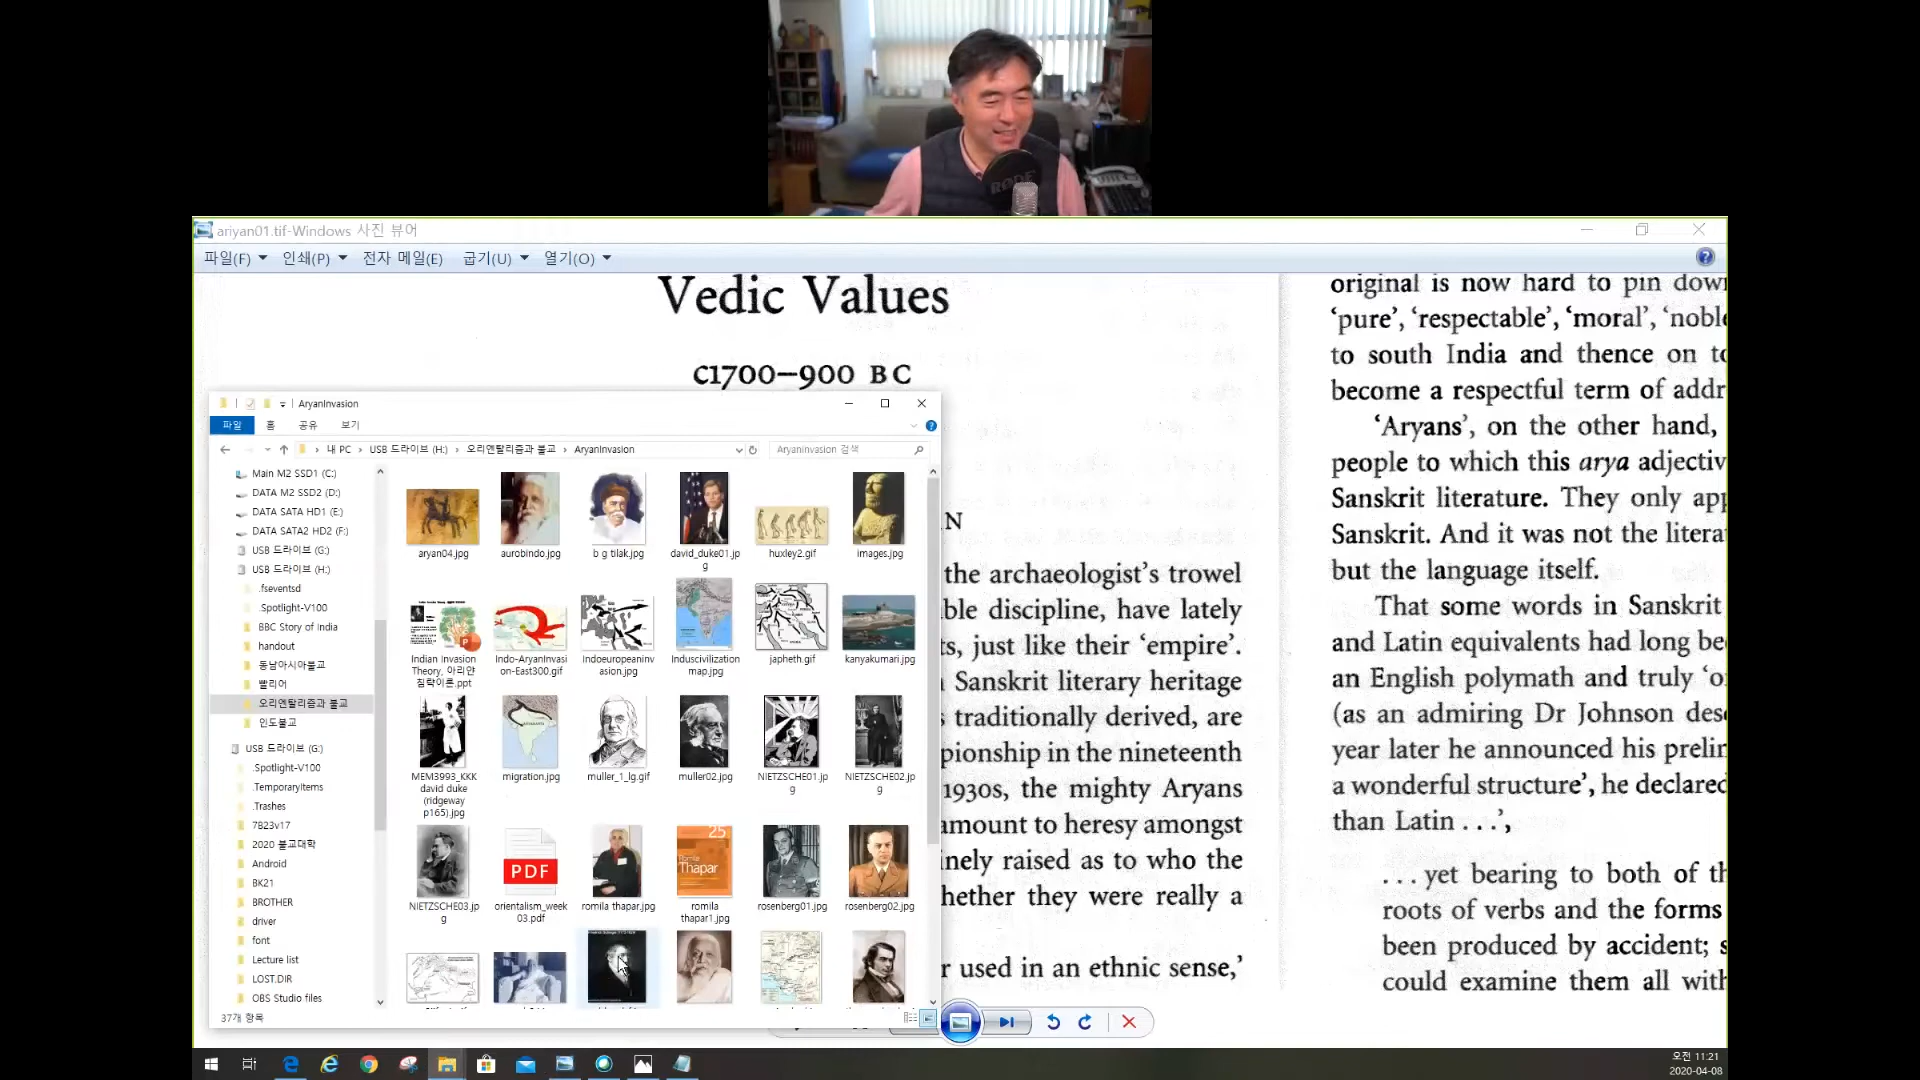 RØDE
ariyan01.tif-Windows 사진 뷰어
파일(F)
인쇄(P)
전자 메일(E)
굽기(U)
열기(O)
Vedic Values
C1700–900 BC
the archaeologist's trowel
ble discipline, have lately
ts, just like their 'empire'.
Sanskrit literary heritage
s traditionally derived, are
pionship in the nineteenth
1930s, the mighty Aryans
amount to heresy amongst
inely raised as to who the
hether they were really a
r used in an ethnic sense,'
original is now hard to pin down
'pure', 'respectable', 'moral', 'noble
to south India and thence on to
become a respectful term of addr
'Aryans', on the other hand,
people to which this arya adjectiv
Sanskrit literature. They only app
Sanskrit. And it was not the litera
but the language itself.
That some words in Sanskrit
and Latin equivalents had long be
an English polymath and truly 'o
(as an admiring Dr Johnson des
year later he announced his prelin
a wonderful structure', he declared
than Latin . . .',
. . . yet bearing to both of th
roots of verbs and the forms
been produced by accident; s
could examine them all with
AryanInvasion
파일
홈
공유
보기
내 PC
USB 드라이브 (H:)
오리엔탈리즘과 불교
AryanInvasion
AryanInvasion 검색
Main M2 SSD1 (C:)
DATA M2 SSD2 (D:)
DATA SATA HD1 (E:)
DATA SATA2 HD2 (F:)
USB 드라이브 (G:)
USB 드라이브 (H:)
.fseventsd
.Spotlight-V100
BBC Story of India
handout
동남아시아불교
빨리어
오리엔탈리즘과 불교
인도불교
USB 드라이브 (G:)
.Spotlight-V100
.TemporaryItems
.Trashes
7B23v17
2020 불교대학
Android
BK21
BROTHER
driver
font
Lecture list
LOST.DIR
OBS Studio files
aryan04.jpg
aurobindo.jpg
b g tilak.jpg
david_duke01.jp
g
huxley2.gif
images.jpg
Indian Invasion
Theory, 아리안
침략이론.ppt
Indo-AryanInvasi
on-East300.gif
Indoeuropeaninv
asion.jpg
Induscivilization
map.jpg
japheth.gif
kanyakumari.jpg
MEM3993_KKK
david duke
(ridgeway
p165).jpg
migration.jpg
muller_1_lg.gif
muller02.jpg
NIETZSCHE01.jp
g
NIETZSCHE02.jp
g
NIETZSCHE03.jp
g
PDF
orientalism_week
03.pdf
romila thapar.jpg
25
Romila
Thapar
romila
thapar1.jpg
rosenberg01.jpg
rosenberg02.jpg
37개 항목
오전 11:21
2020-04-08